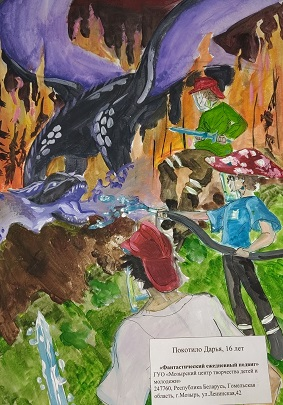 Покотило Дарья, 16 лет
«Фантастический ежедневный подвиг»
ГУО «Мозырский центр творчества детей и
молодежи»
247760, Республика Беларусь, Гомельская
область, г.Мозырь, ул.Ленинская,42